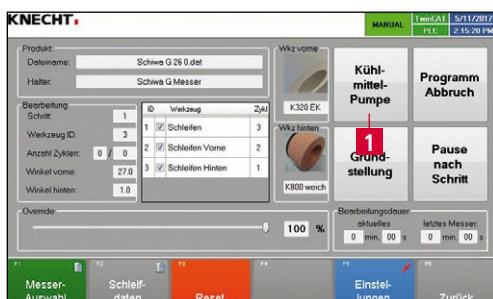 KNECHT
MANUAL
TwinCAT
PLC
5/11/2017
2:15:20 PM
Produkt
Dateiname: Schiwa G 26 0.dat
Halter: Schiwa G Messer
Bearbeitung
Schritt: 1
Werkzeug ID: 3
Anzahl Zyklen: 0 / 0
Winkel vorne: 27.0
Winkel hinten: 1.0
ID Werkzeug Zykl
1 Schleifen 3
2 Schleifen Vorne 2
3 Schleifen Hinten 1
Wkz vorne
K320 EK
Wkz hinten
K800 weich
Kühl-
mittel-
Pumpe
Programm
Abbruch
1
Grund-
stellung
Pause
nach
Schritt
Override
100 %
Bearbeitungsdauer
aktuelles letztes Messer:
0 min. 00 s 0 min. 00 s
F1
Messer-
Auswahl
F2
Schleif-
daten
F3
Reset
F4
F5
Einstel-
lungen
Zurück